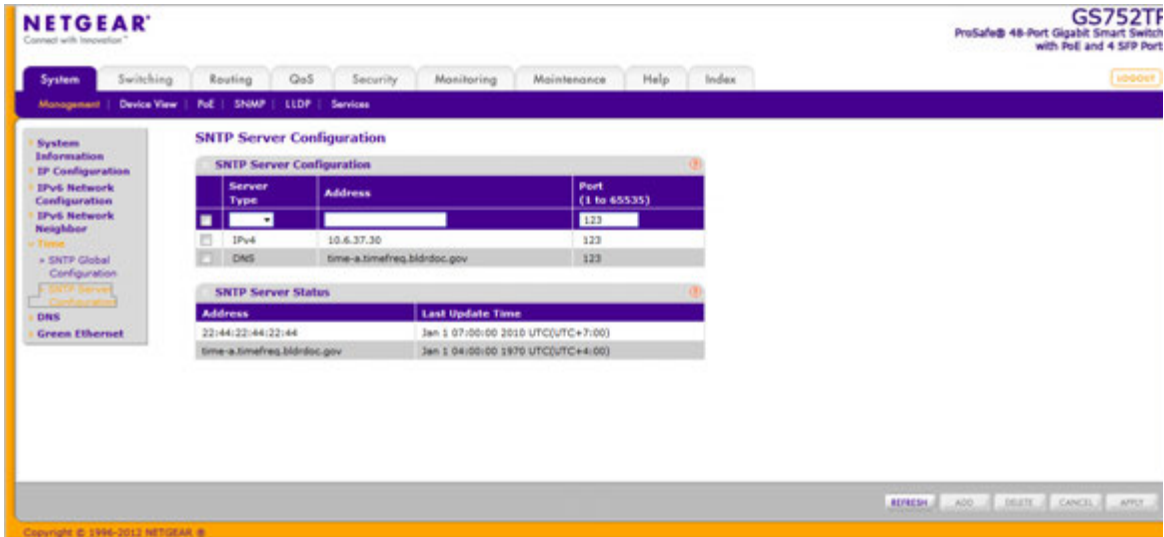 NETGEAR®
Connect with Innovation™
GS752TP
ProSafe® 48-Port Gigabit Smart Switch
with PoE and 4 SFP Port
System Switching Routing QoS Security Monitoring Maintenance Help Index
LOGOUT
Management | Device View | PoE | SNMP | LLDP | Services
System
Information
IP Configuration
IPv6 Network
Configuration
IPv6 Network
Neighbor
Time
» SNTP Global
Configuration
» SNTP Server
Configuration
DNS
Green Ethernet
SNTP Server Configuration
SNTP Server Configuration
Server Type Address Port (1 to 65535)
123
IPv4 10.6.37.30 123
DNS time-a.timefreq.bldrdoc.gov 123
SNTP Server Status
Address Last Update Time
22:44:22:44:22:44 Jan 1 07:00:00 2010 UTC(UTC+7:00)
time-a.timefreq.bldrdoc.gov Jan 1 04:00:00 1970 UTC(UTC+4:00)
REFRESH ADD DELETE CANCEL APPLY
Copyright © 1996-2012 NETGEAR ®